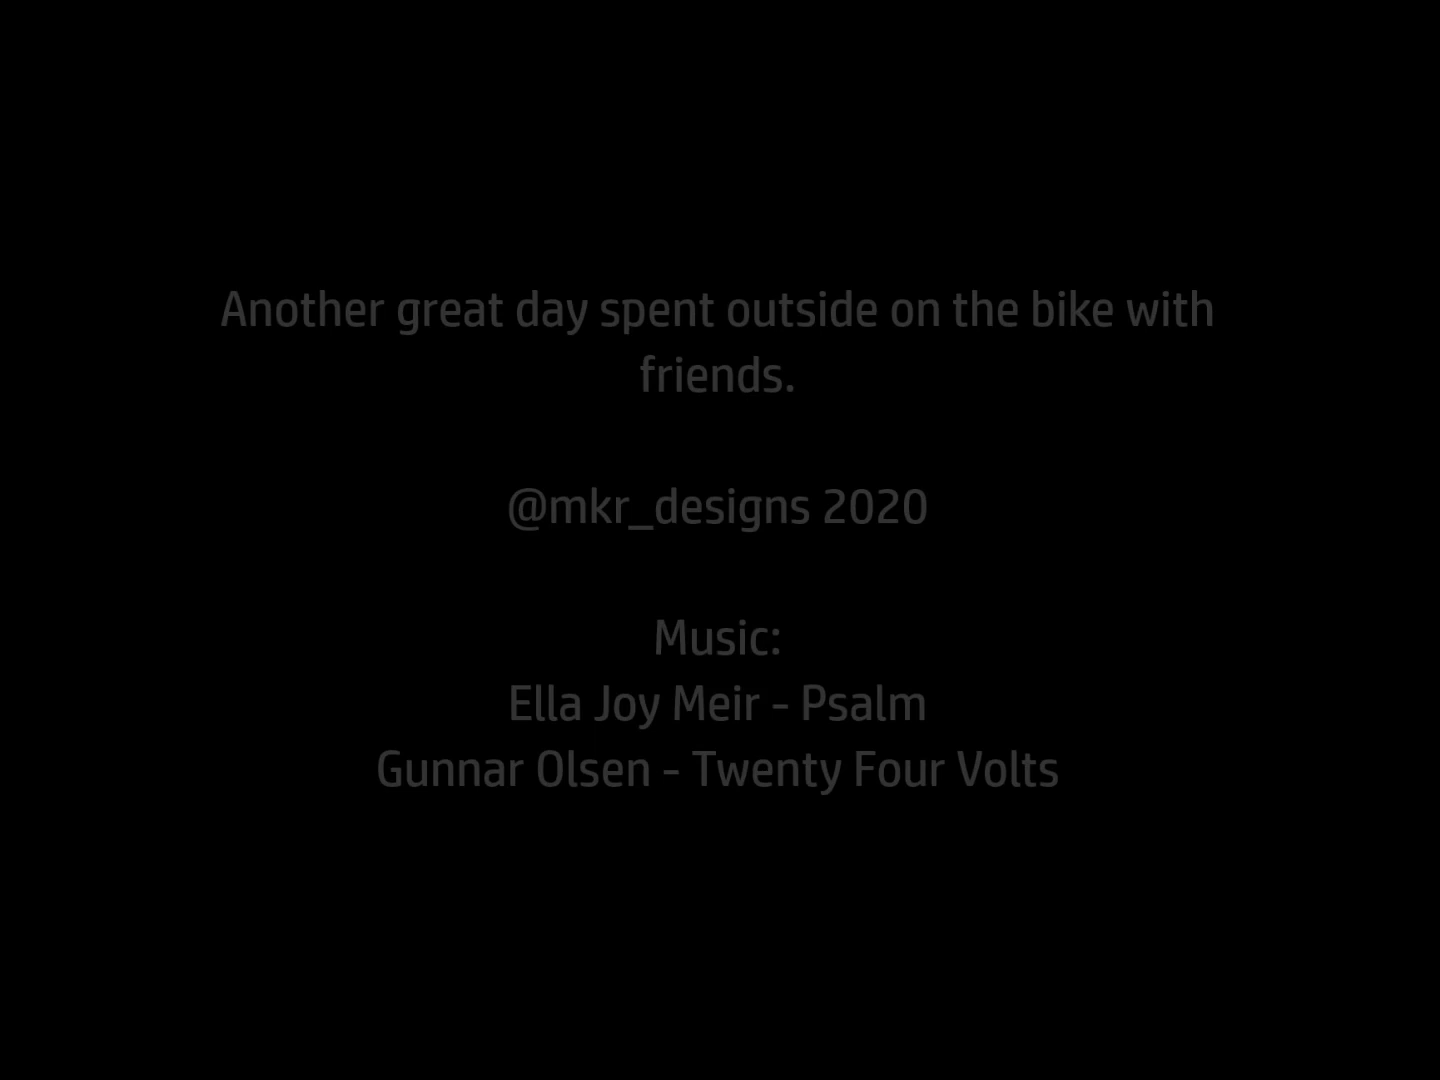 Another great day spent outside on the bike with
friends.
@mkr_designs 2020
Music:
Ella Joy Meir - Psalm
Gunnar Olsen - Twenty Four Volts